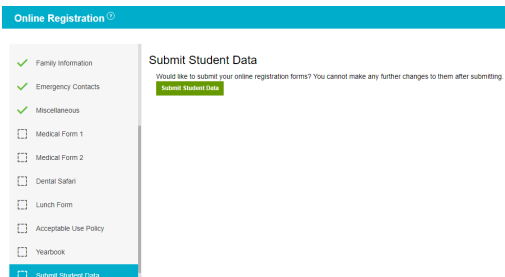 Online Registration ?
Family Information
Emergency Contacts
Miscellaneous
Medical Form 1
Medical Form 2
Dental Safari
Lunch Form
Acceptable Use Policy
Yearbook
Submit Student Data
Submit Student Data
Would like to submit your online registration forms? You cannot make any further changes to them after submitting.
Submit Student Data